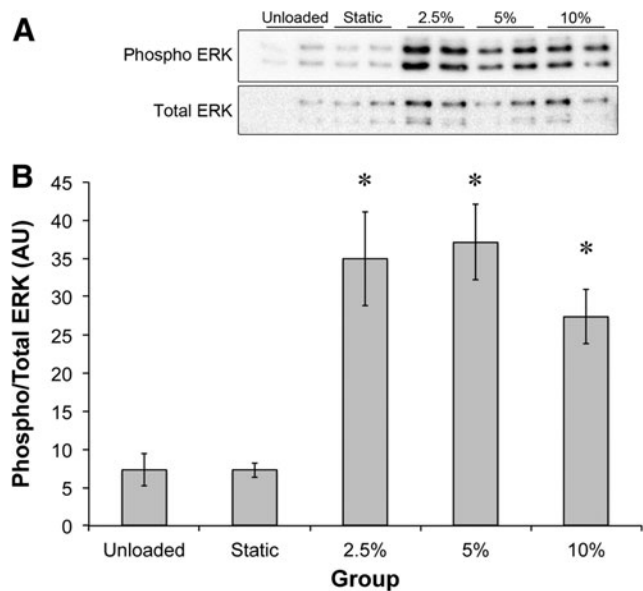 A
Unloaded Static 2.5% 5% 10%
Phospho ERK
Total ERK
B
Phospho/Total ERK (AU)
45
40
35
30
25
20
15
10
5
0
* * *
Unloaded Static 2.5% 5% 10%
Group